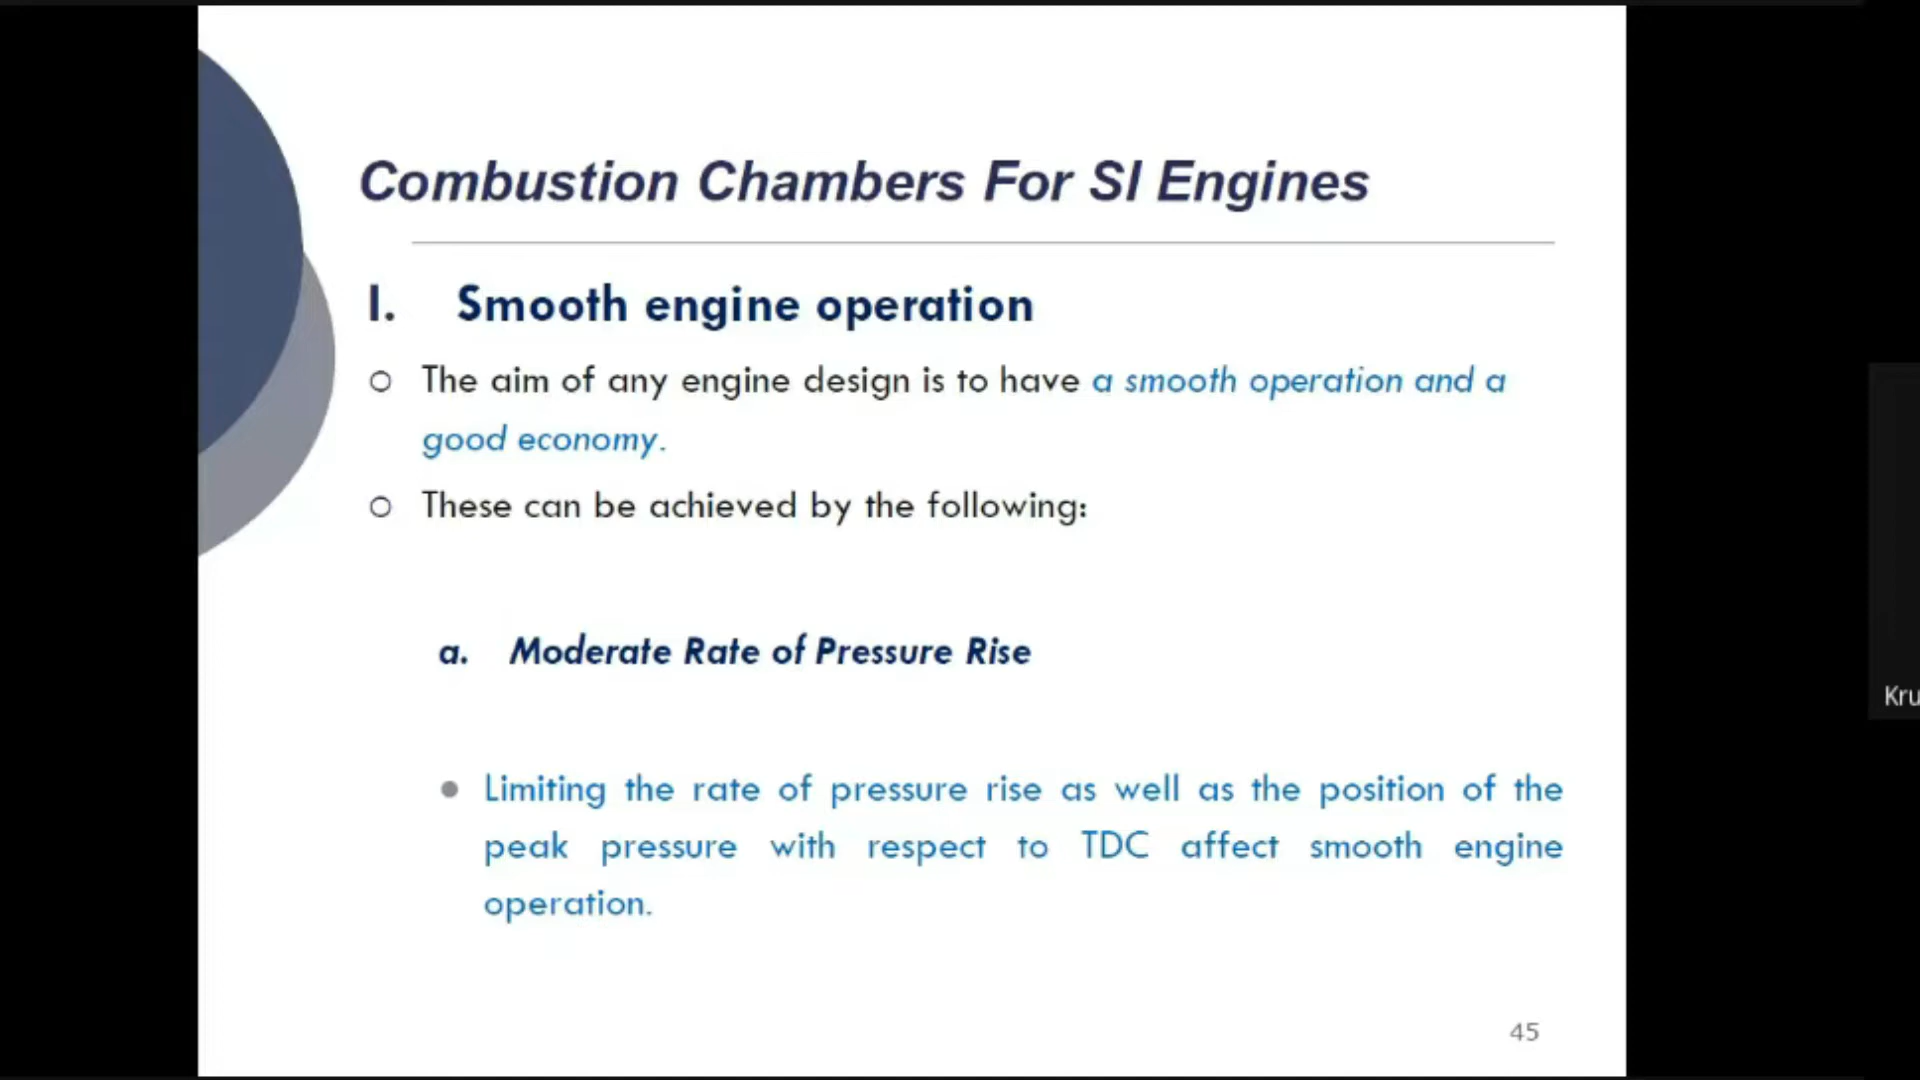 Combustion Chambers For SI Engines
I. Smooth engine operation
The aim of any engine design is to have a smooth operation and a
good economy.
These can be achieved by the following:
a. Moderate Rate of Pressure Rise
Limiting the rate of pressure rise as well as the position of the
peak pressure with respect to TDC affect smooth engine
operation.
Kru
45